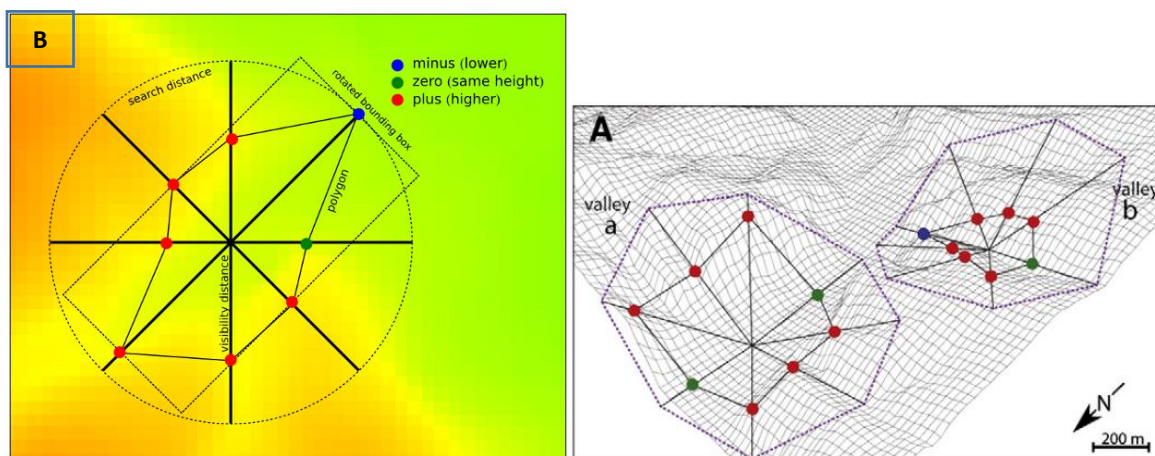 B
search distance
minus (lower)
zero (same height)
plus (higher)
rotated bounding box
polygon
visibility distance
A
valley
a
valley
b
N
200 m